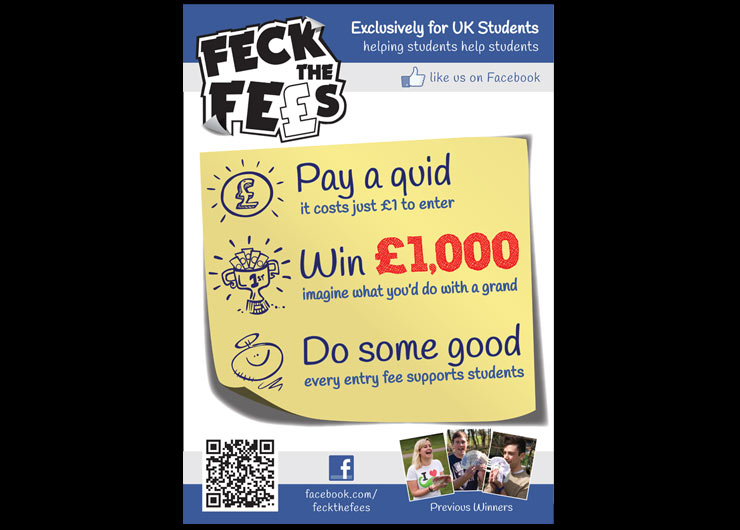 FECK
THE
FE£S
Exclusively for UK Students
helping students help students
like us on Facebook
£
Pay a quid
it costs just £1 to enter
1ST
Win £1,000
imagine what you'd do with a grand
Do some good
every entry fee supports students
f
facebook.com/
feckthefees
I
Previous Winners